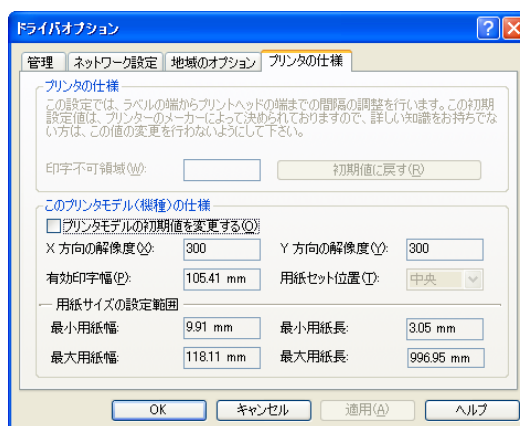 ドライバオプション
管理 ネットワーク設定 地域のオプション プリンタの仕様
プリンタの仕様
この設定では、ラベルの端からプリントヘッドの端までの間隔の調整を行います。この初期
設定値は、プリンターのメーカーによって決められておりますので、詳しい知識をお持ちでな
い方は、この値の変更を行わないようにして下さい。
印字不可領域(W): 初期値に戻す(R)
このプリンタモデル(機種)の仕様
プリンタモデルの初期値を変更する(O)
X 方向の解像度(X): 300 Y 方向の解像度(Y): 300
有効印字幅(P): 105.41 mm 用紙セット位置(T): 中央
用紙サイズの設定範囲
最小用紙幅: 9.91 mm 最小用紙長: 3.05 mm
最大用紙幅: 118.11 mm 最大用紙長: 996.95 mm
OK キャンセル 適用(A) ヘルプ